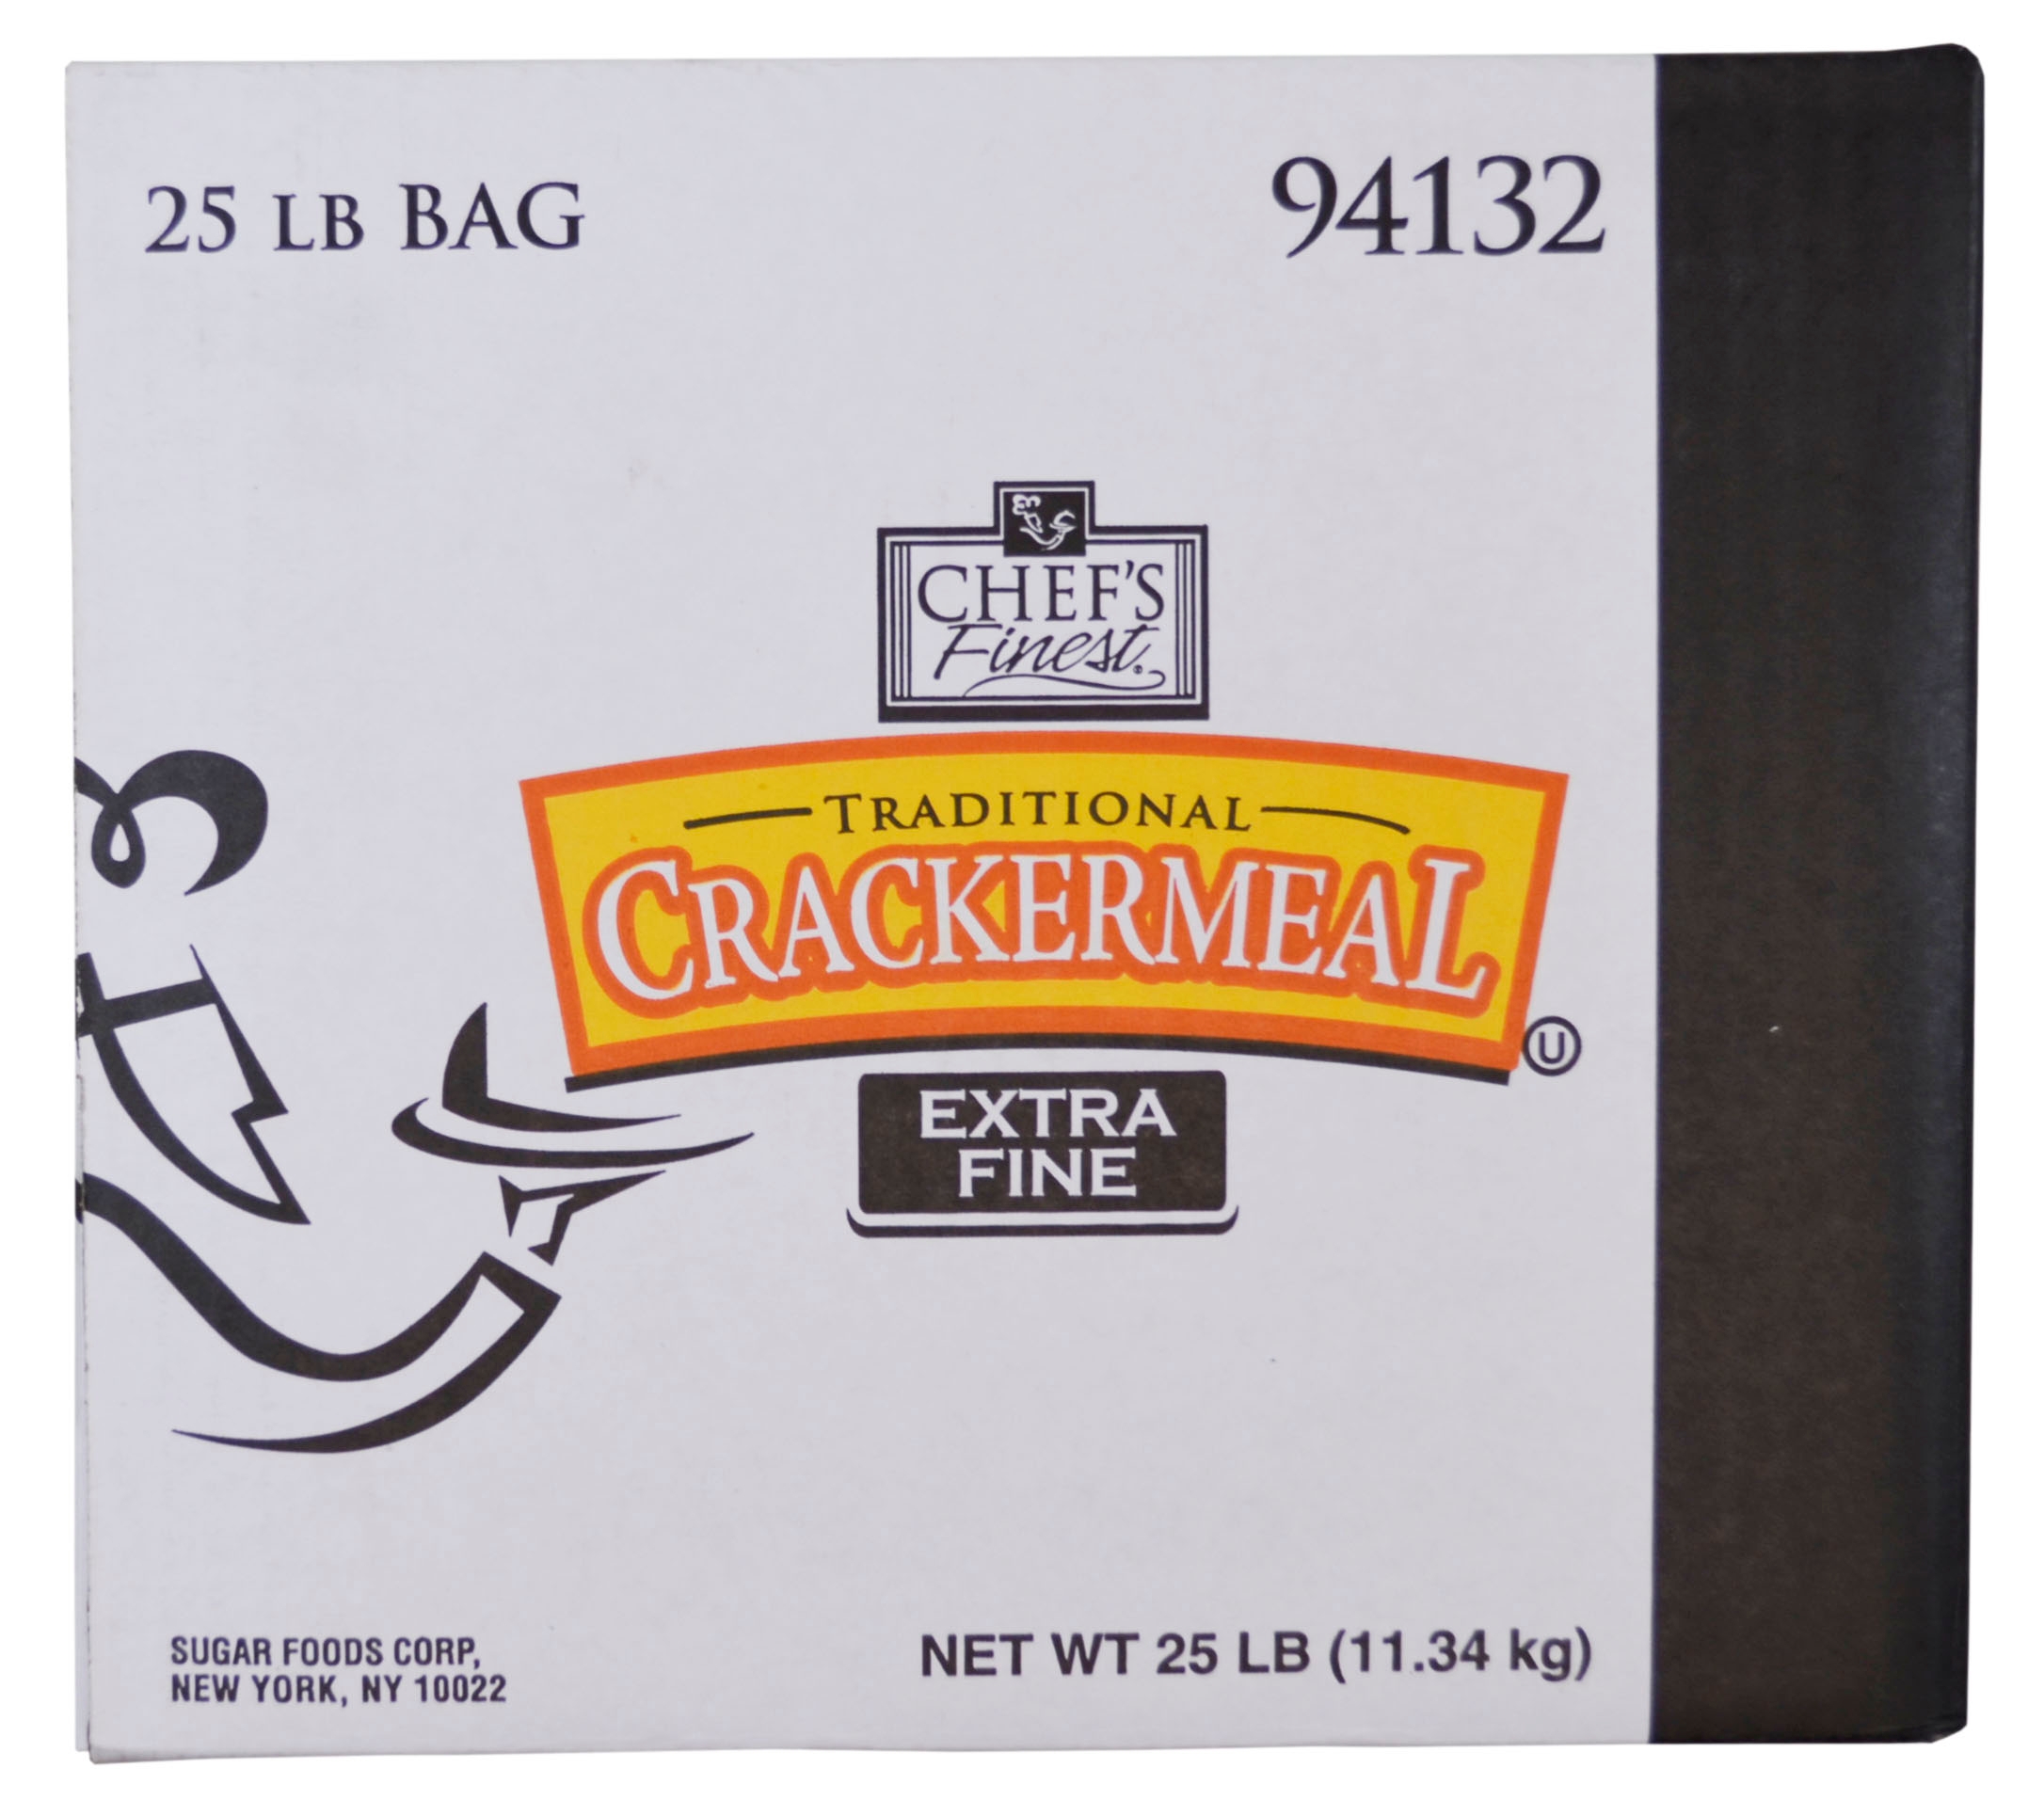 25 LB BAG
94132
CHEF'S
Finest®
TRADITIONAL
CRACKERMEAL
U
EXTRA
FINE
SUGAR FOODS CORP,
NEW YORK, NY 10022
NET WT 25 LB (11.34 kg)